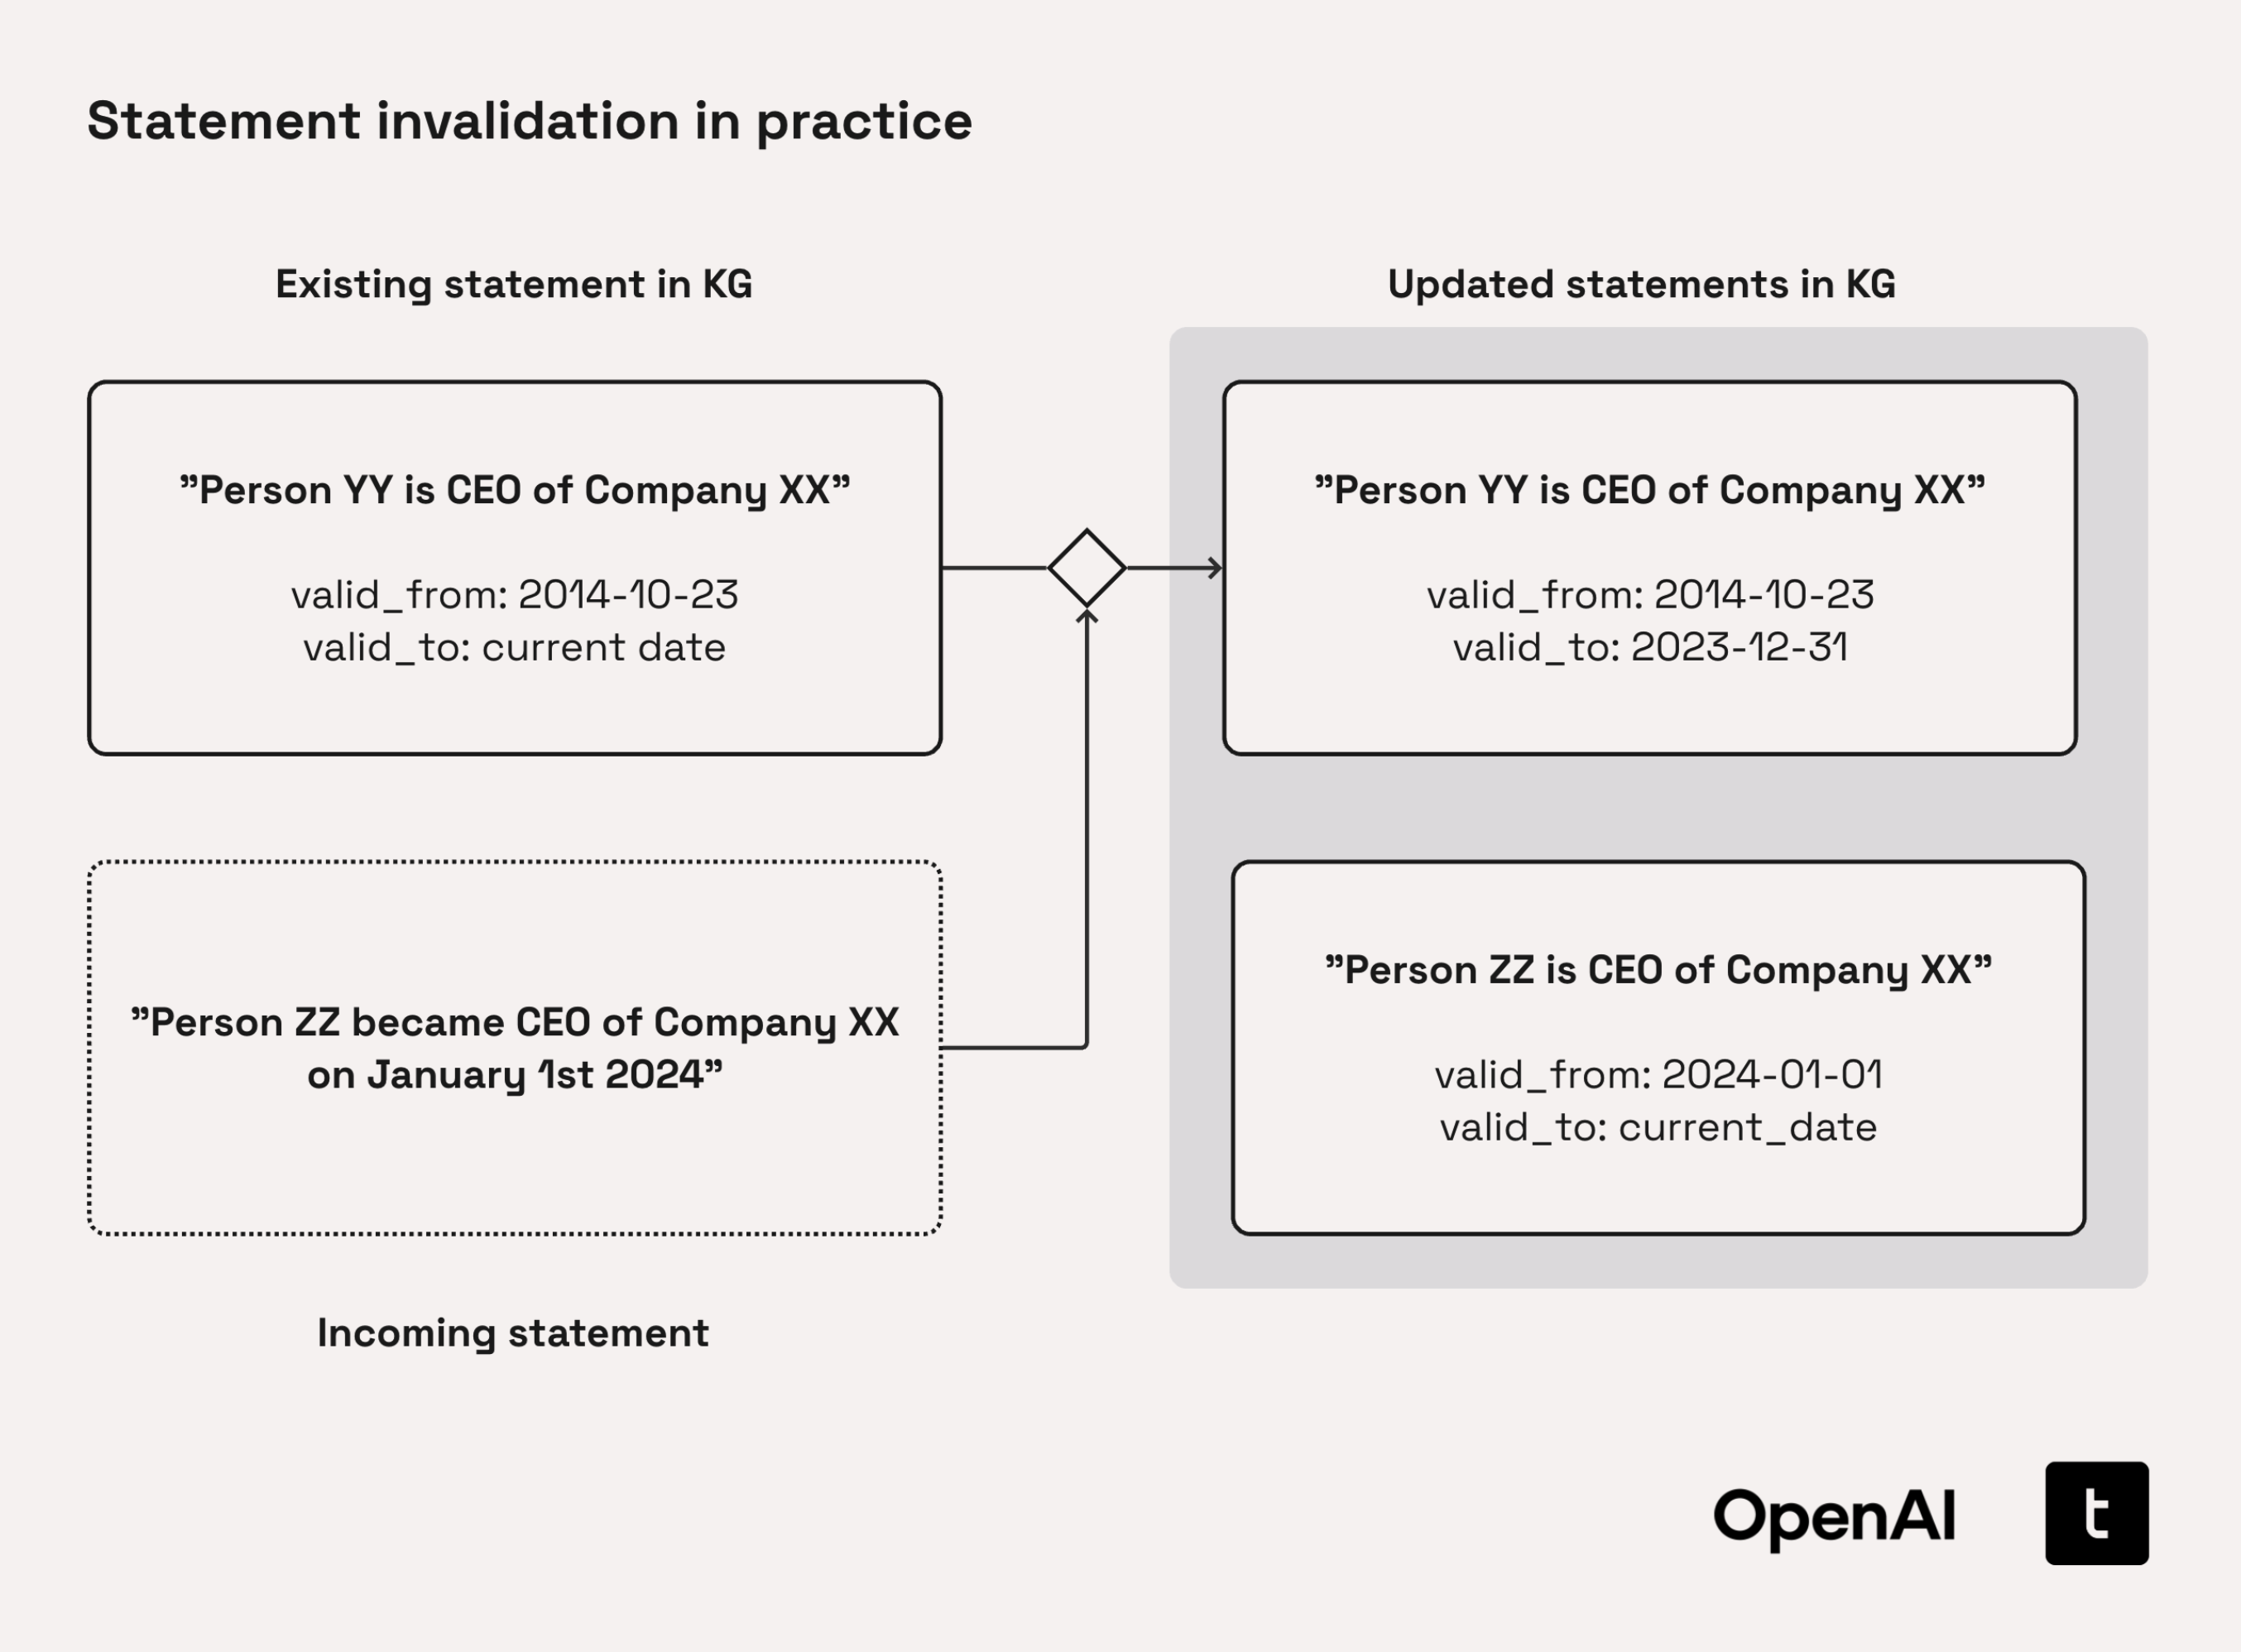 Statement invalidation in practice
Existing statement in KG
”Person YY is CEO of Company XX”
valid_from: 2014-10-23
valid_to: current date
”Person ZZ became CEO of Company XX
on January 1st 2024”
Incoming statement
Updated statements in KG
”Person YY is CEO of Company XX”
valid_from: 2014-10-23
valid_to: 2023-12-31
”Person ZZ is CEO of Company XX”
valid_from: 2024-01-01
valid_to: current_date
OpenAI
t